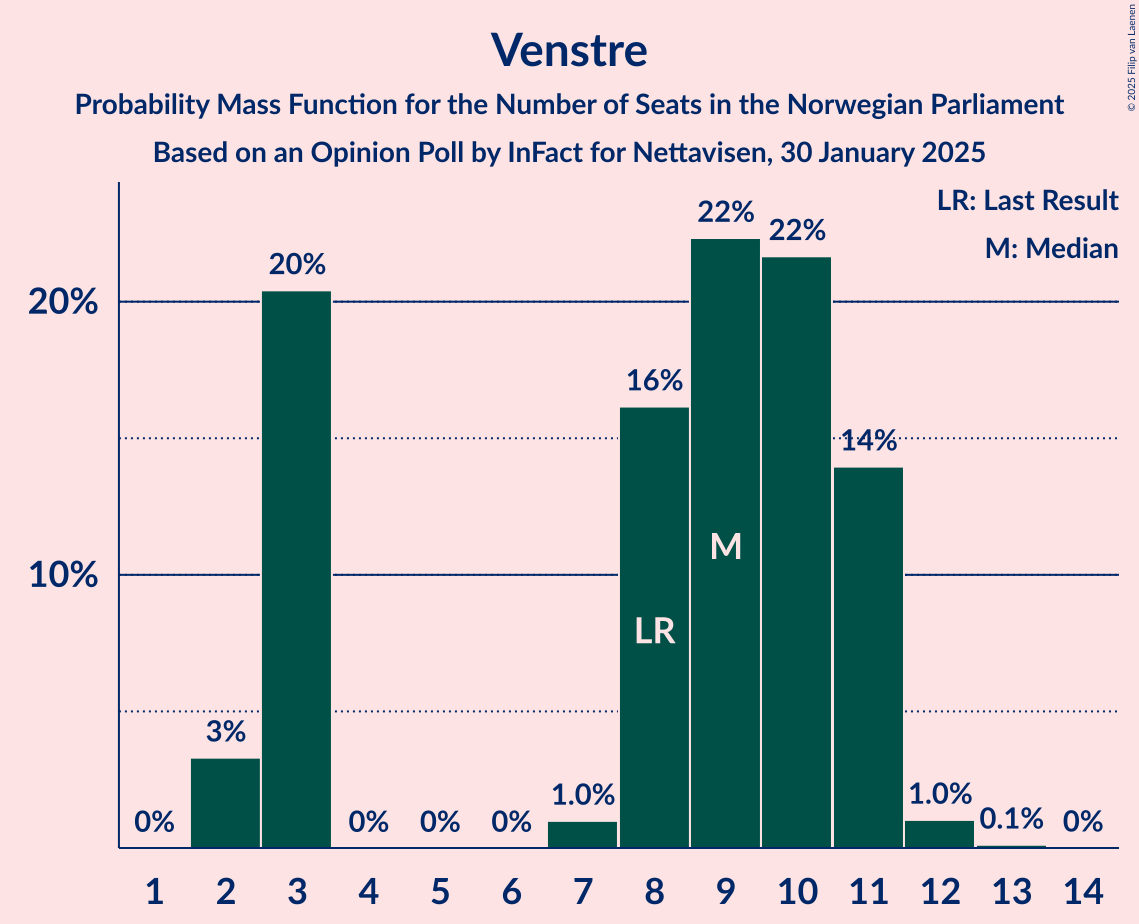 Venstre
Probability Mass Function for the Number of Seats in the Norwegian Parliament
Based on an Opinion Poll by InFact for Nettavisen, 30 January 2025
© 2025 Filip van Laenen
LR: Last Result
M: Median
20%
10%
0%
3%
20%
0%
0%
0%
1.0%
16%
22%
22%
14%
1.0%
0.1%
0%
LR
M
1 2 3 4 5 6 7 8 9 10 11 12 13 14